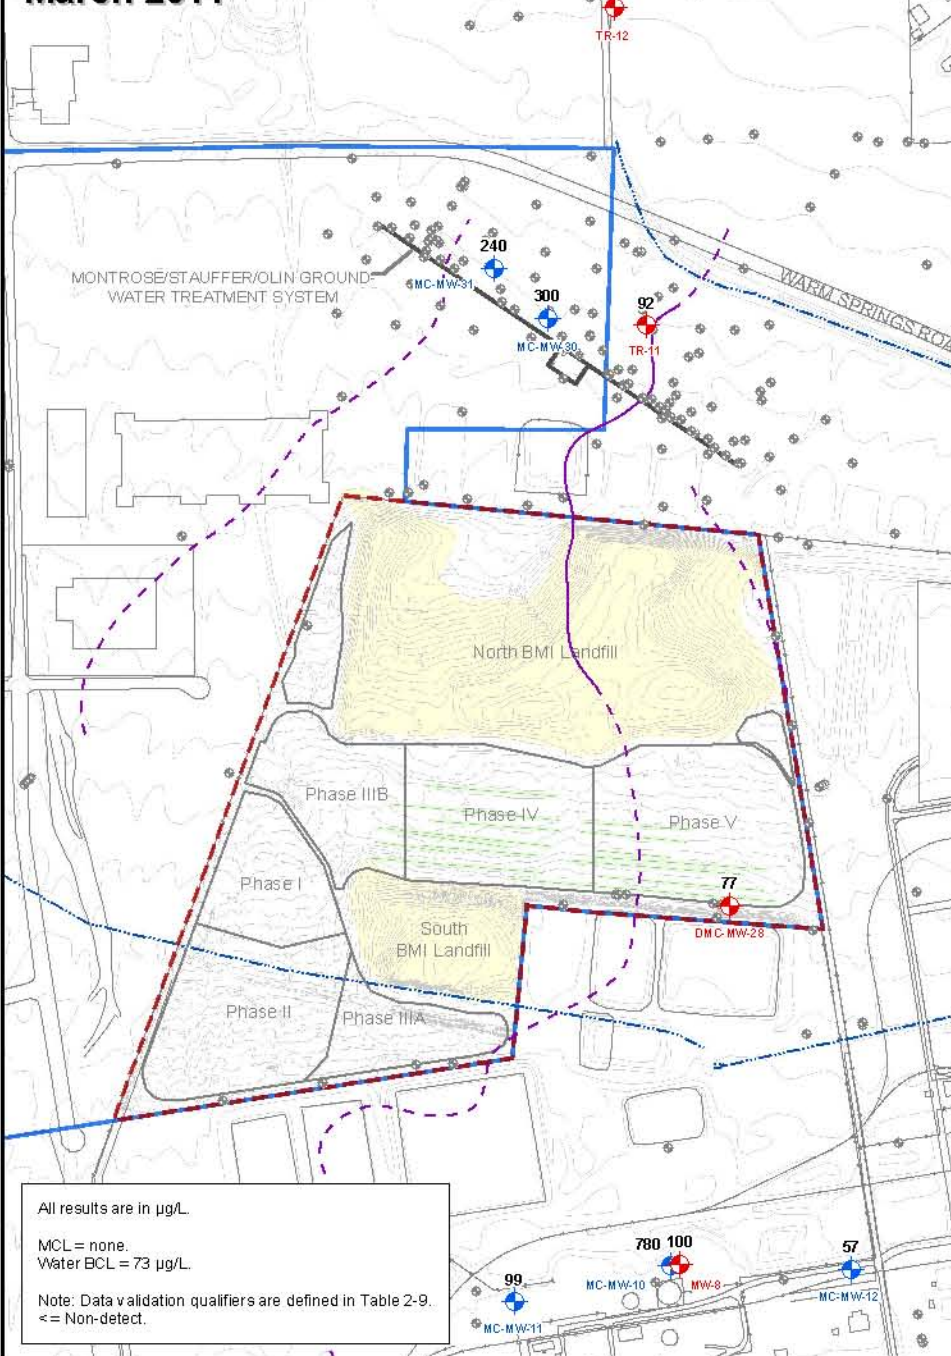 March 2011
TR-12
240
MONTROSE/STAUFFER/OLIN GROUND-
WATER TREATMENT SYSTEM
MC-MW-31
300
92
WARM SPRINGS ROA
MC-MW-30
TR-11
North BMI Landfill
Phase IIIB
Phase IV
Phase V
Phase I
77
South
BMI Landfill
DMC-MW-28
Phase II
Phase IIIA
All results are in µg/L.
MCL = none.
Water BCL = 73 µg/L.
Note: Data validation qualifiers are defined in Table 2-9.
< = Non-detect.
780 100
57
99
MC-MW-10
MW-8
MC-MW-12
MC-MW-11